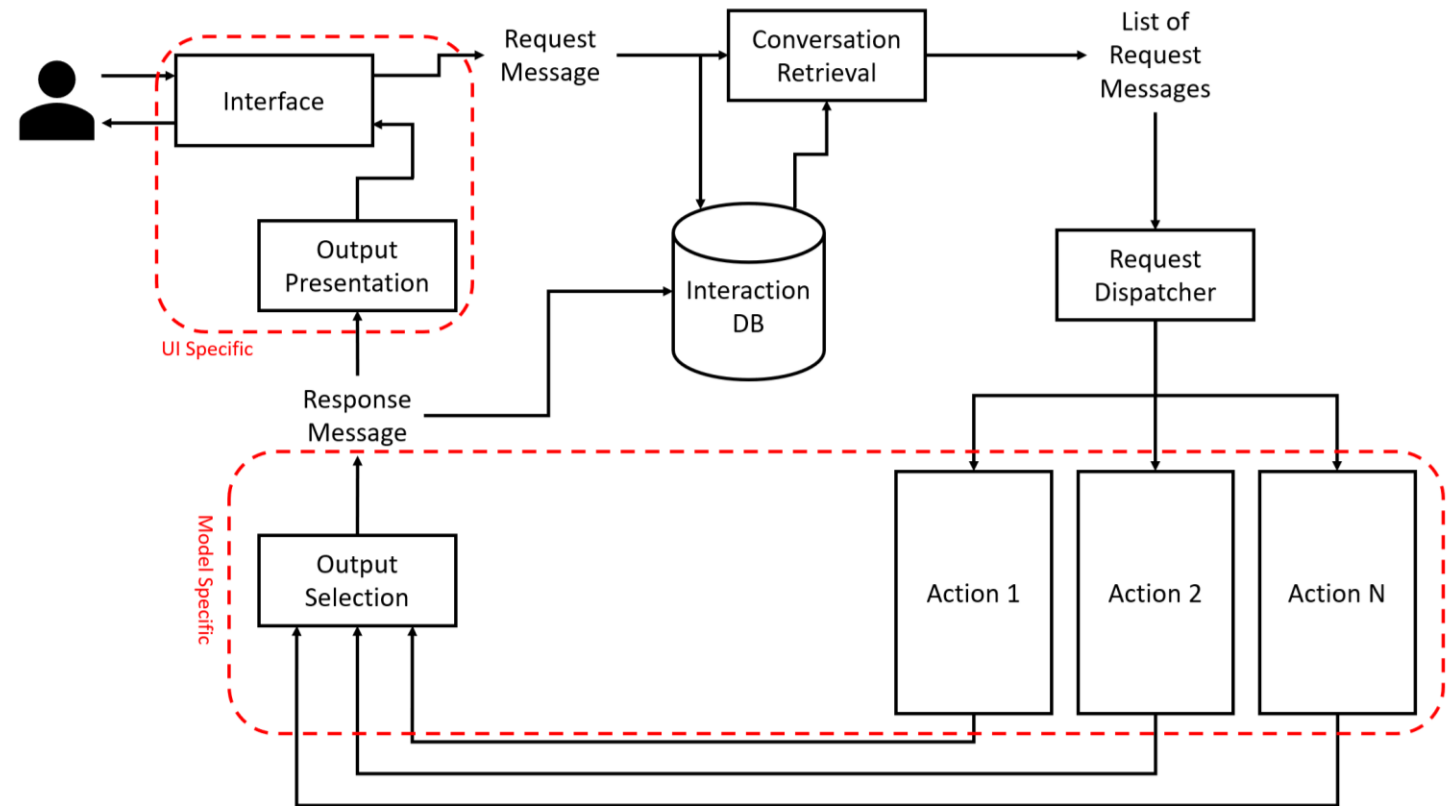 Interface
Request
Message
Conversation
Retrieval
List of
Request
Messages
Output
Presentation
UI Specific
Interaction
DB
Request
Dispatcher
Response
Message
Model Specific
Output
Selection
Action 1
Action 2
Action N